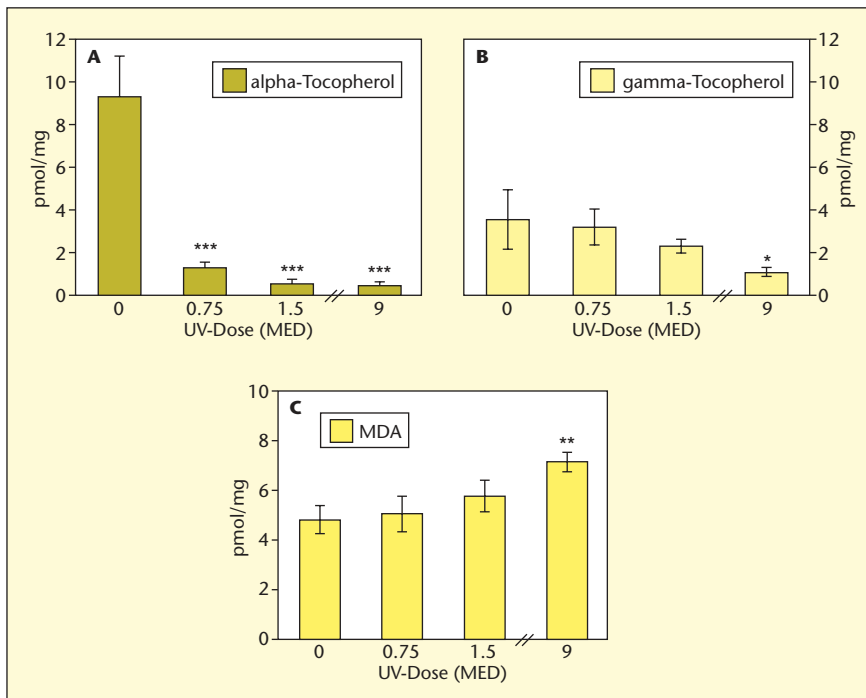 A
alpha-Tocopherol
12
10
8
6
4
2
0
pmol/mg
***
***
***
0 0.75 1.5 9
UV-Dose (MED)
B
gamma-Tocopherol
12
10
8
6
4
2
0
pmol/mg
*
0 0.75 1.5 9
UV-Dose (MED)
C
MDA
10
8
6
4
2
0
pmol/mg
**
0 0.75 1.5 9
UV-Dose (MED)